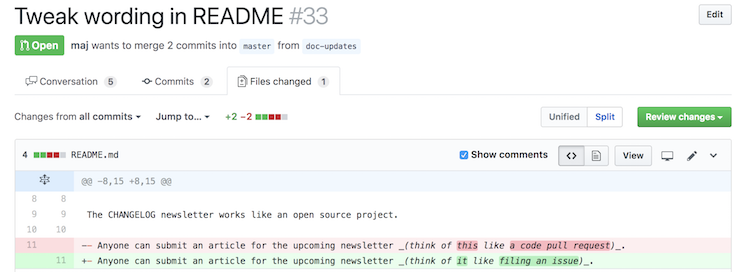 Tweak wording in README #33
Edit
Open maj wants to merge 2 commits into master from doc-updates
Conversation 5 Commits 2 Files changed 1
Changes from all commits Jump to... +2 −2 Unified Split Review changes
4 README.md Show comments <> View
@@ -8,15 +8,15 @@
8 8
9 9 The CHANGELOG newsletter works like an open source project.
10 10
11 -- Anyone can submit an article for the upcoming newsletter _(think of this like a code pull request)_.
11 +- Anyone can submit an article for the upcoming newsletter _(think of it like filing an issue)_.